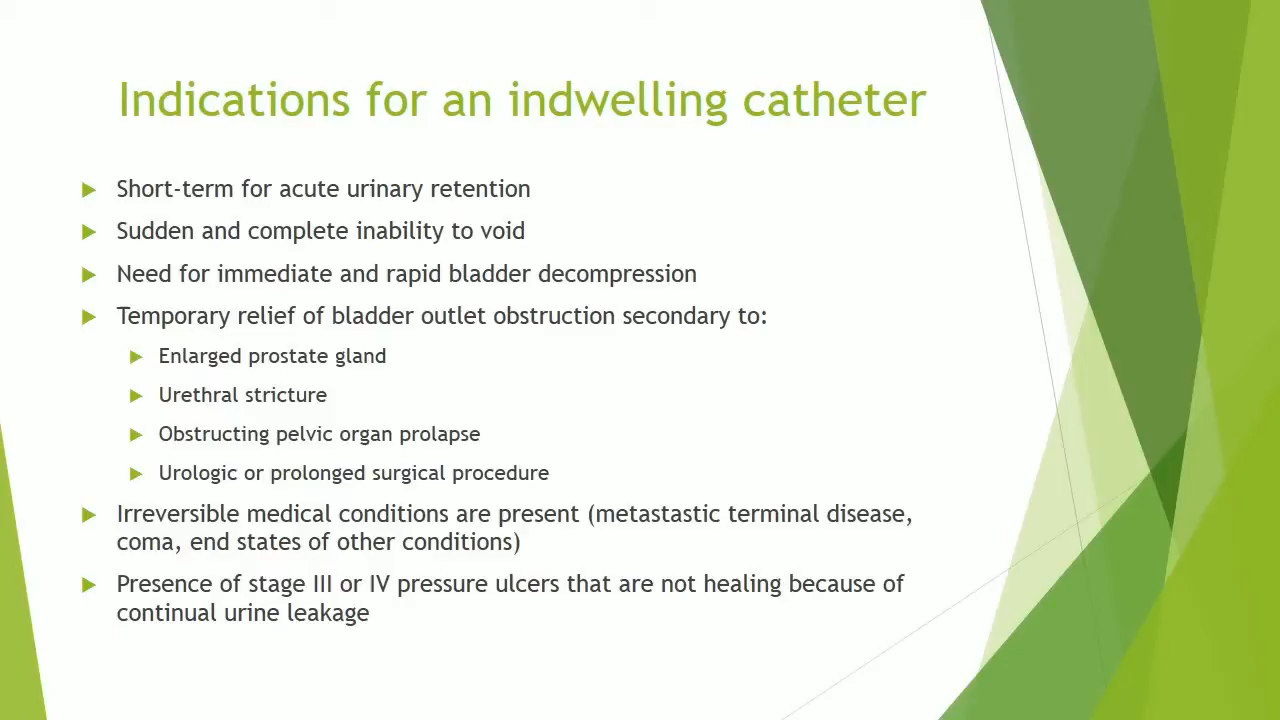 Indications for an indwelling catheter
Short-term for acute urinary retention
Sudden and complete inability to void
Need for immediate and rapid bladder decompression
Temporary relief of bladder outlet obstruction secondary to:
Enlarged prostate gland
Urethral stricture
Obstructing pelvic organ prolapse
Urologic or prolonged surgical procedure
Irreversible medical conditions are present (metastastic terminal disease,
coma, end states of other conditions)
Presence of stage III or IV pressure ulcers that are not healing because of
continual urine leakage